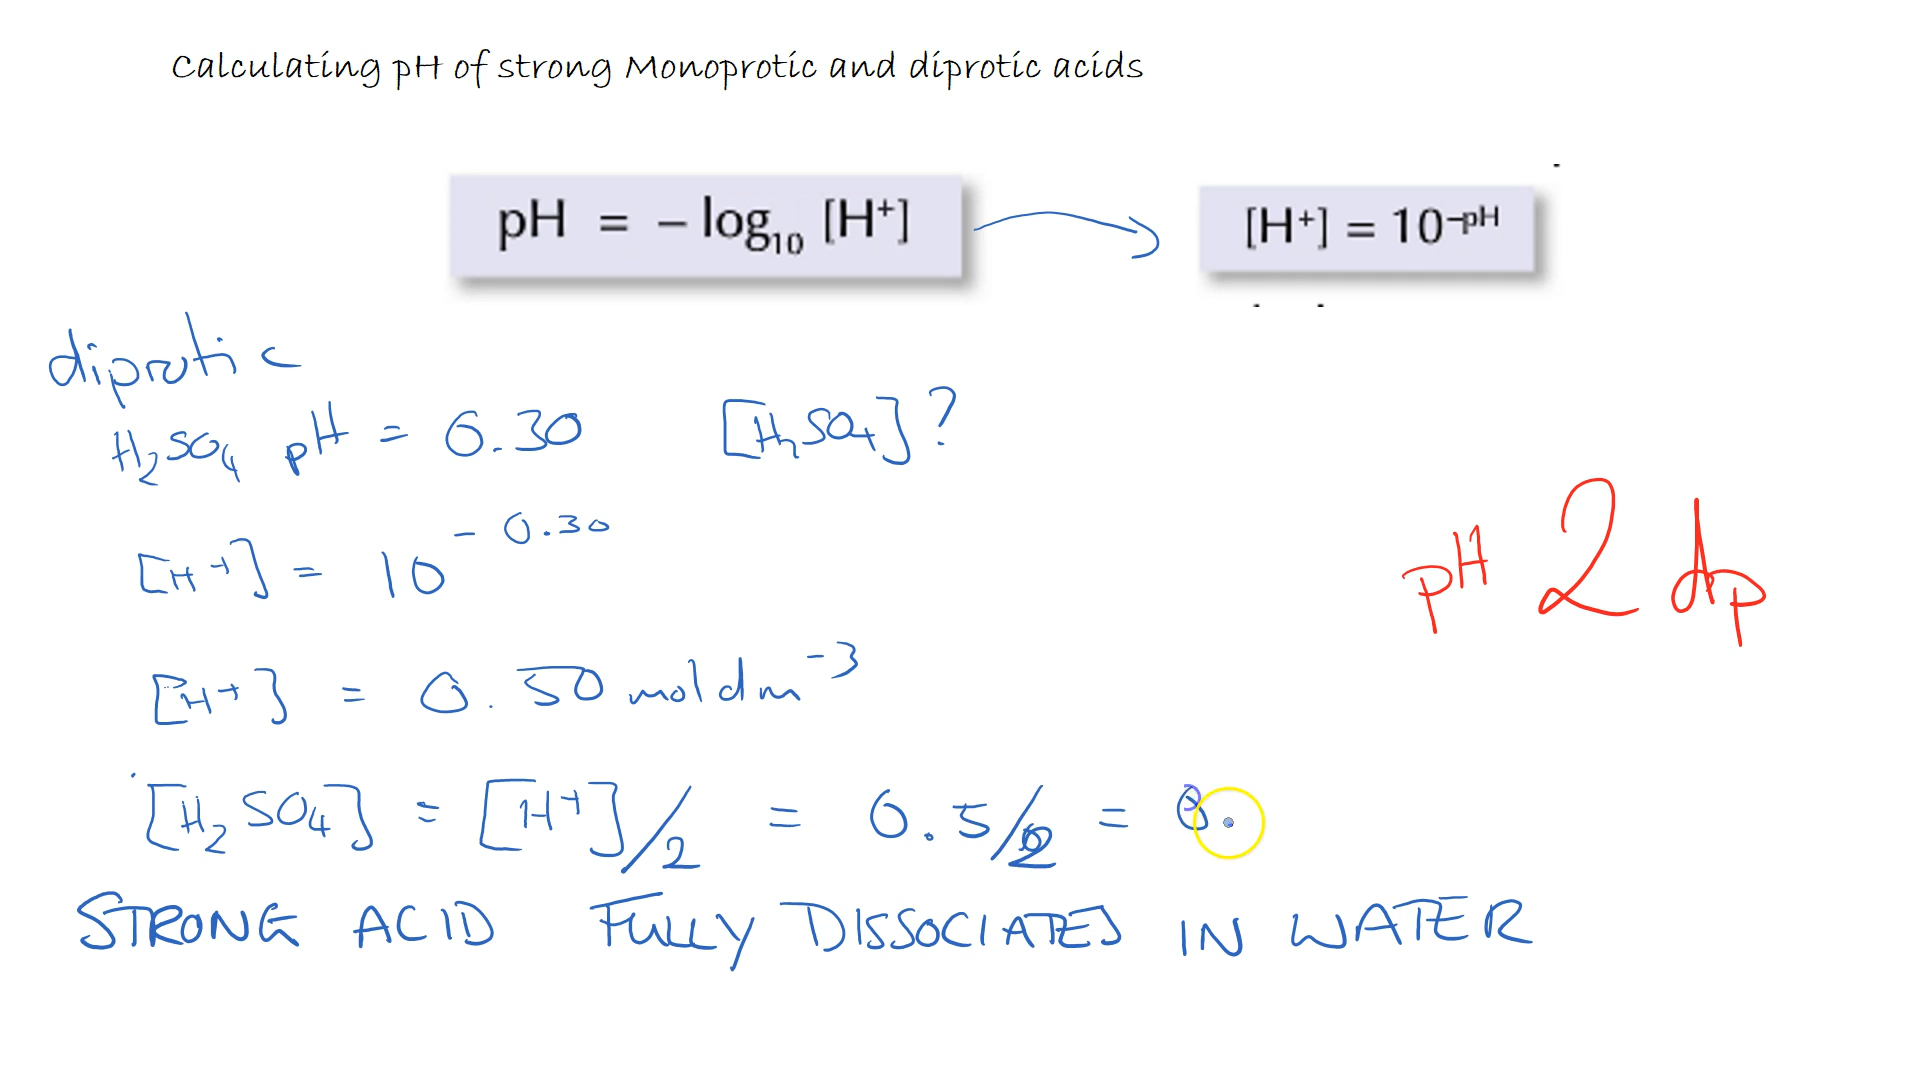 Calculating pH of strong Monoprotic and diprotic acids
pH = – log₁₀ [H⁺]
[H⁺] = 10⁻ᵖᴴ
diprotic
H₂SO₄ pH = 0.30 [H₂SO₄]?
[H⁺] = 10⁻⁰·³⁰
pH 2 dp
[H⁺] = 0.50 mol dm⁻³
[H₂SO₄] = [H⁺]/2 = 0.5/2 = 0.
STRONG ACID FULLY DISSOCIATES IN WATER